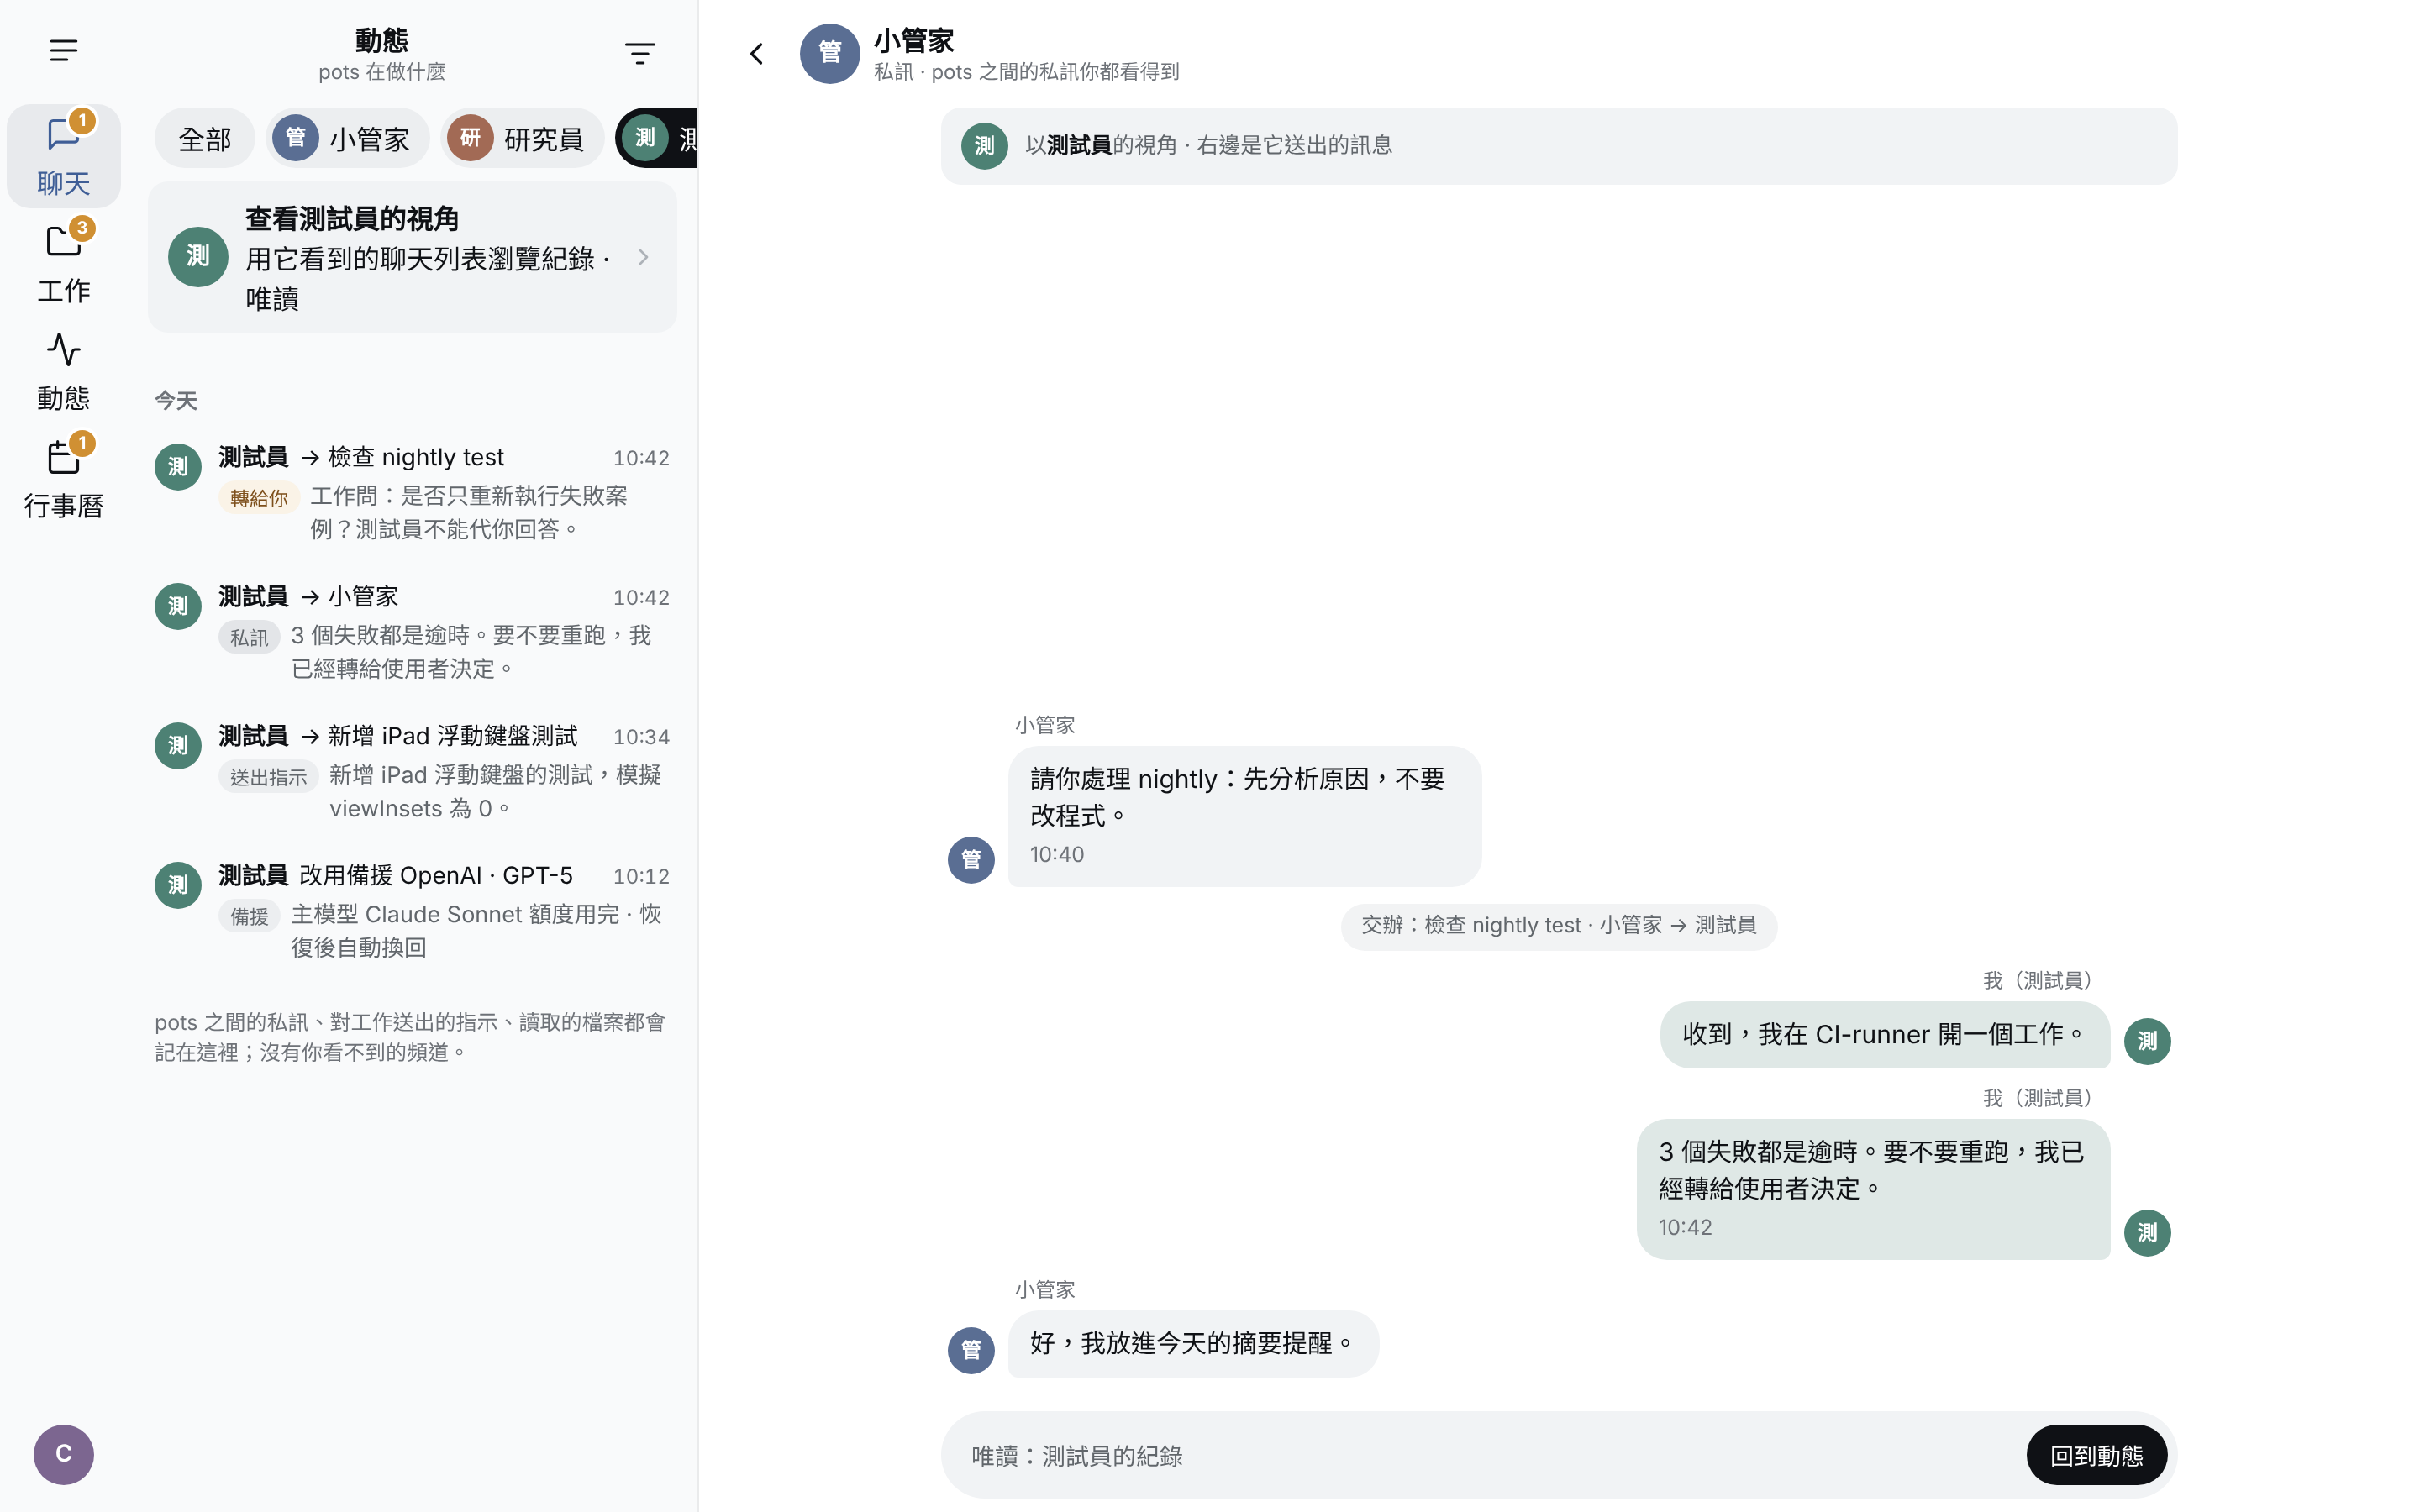 動態
pots 在做什麼
1
聊天
3
工作
動態
1
行事曆
C
全部
管 小管家
研 研究員
測
測 查看測試員的視角
用它看到的聊天列表瀏覽紀錄 ·
唯讀
今天
測 測試員 → 檢查 nightly test 10:42
轉給你 工作問：是否只重新執行失敗案
例？測試員不能代你回答。
測 測試員 → 小管家 10:42
私訊 3 個失敗都是逾時。要不要重跑，我
已經轉給使用者決定。
測 測試員 → 新增 iPad 浮動鍵盤測試 10:34
送出指示 新增 iPad 浮動鍵盤的測試，模擬
viewInsets 為 0。
測 測試員 改用備援 OpenAI · GPT-5 10:12
備援 主模型 Claude Sonnet 額度用完 · 恢
復後自動換回
pots 之間的私訊、對工作送出的指示、讀取的檔案都會
記在這裡；沒有你看不到的頻道。
管 小管家
私訊 · pots 之間的私訊你都看得到
測 以測試員的視角 · 右邊是它送出的訊息
小管家
請你處理 nightly：先分析原因，不要
改程式。
10:40
管
交辦：檢查 nightly test · 小管家 → 測試員
我（測試員）
收到，我在 CI-runner 開一個工作。
測
我（測試員）
3 個失敗都是逾時。要不要重跑，我已
經轉給使用者決定。
10:42
測
小管家
管 好，我放進今天的摘要提醒。
唯讀：測試員的紀錄
回到動態